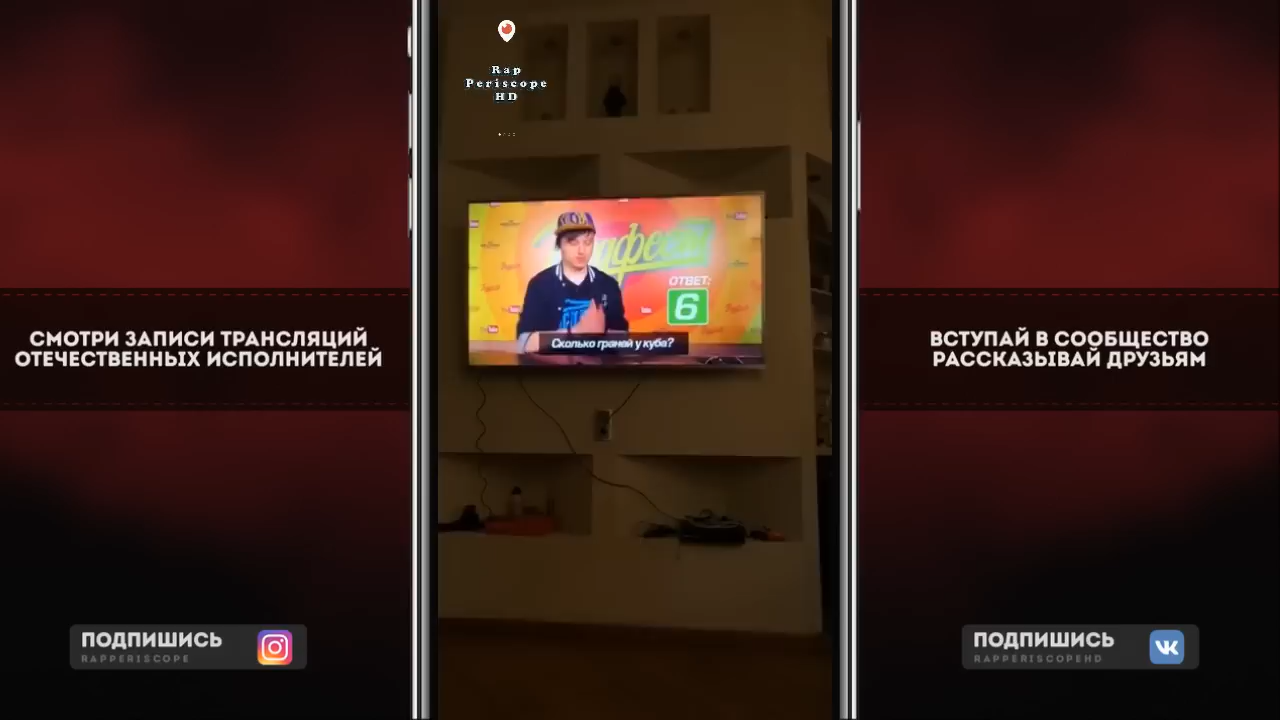 Rap
Periscope
HD
СМОТРИ ЗАПИСИ ТРАНСЛЯЦИЙ
ОТЕЧЕСТВЕННЫХ ИСПОЛНИТЕЛЕЙ
ОТВЕТ:
6
Сколько граней у куба?
ВСТУПАЙ В СООБЩЕСТВО
РАССКАЗЫВАЙ ДРУЗЬЯМ
ПОДПИШИСЬ
RAPPERISCOPE
ПОДПИШИСЬ
RAPPERISCOPEHD